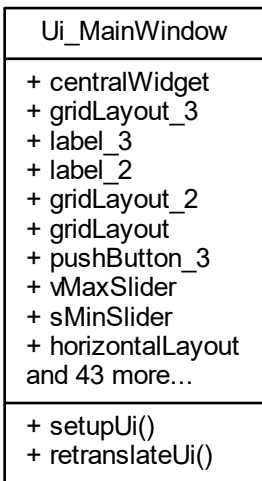 Ui_MainWindow
+ centralWidget
+ gridLayout_3
+ label_3
+ label_2
+ gridLayout_2
+ gridLayout
+ pushButton_3
+ vMaxSlider
+ sMinSlider
+ horizontalLayout
and 43 more...
+ setupUi()
+ retranslateUi()